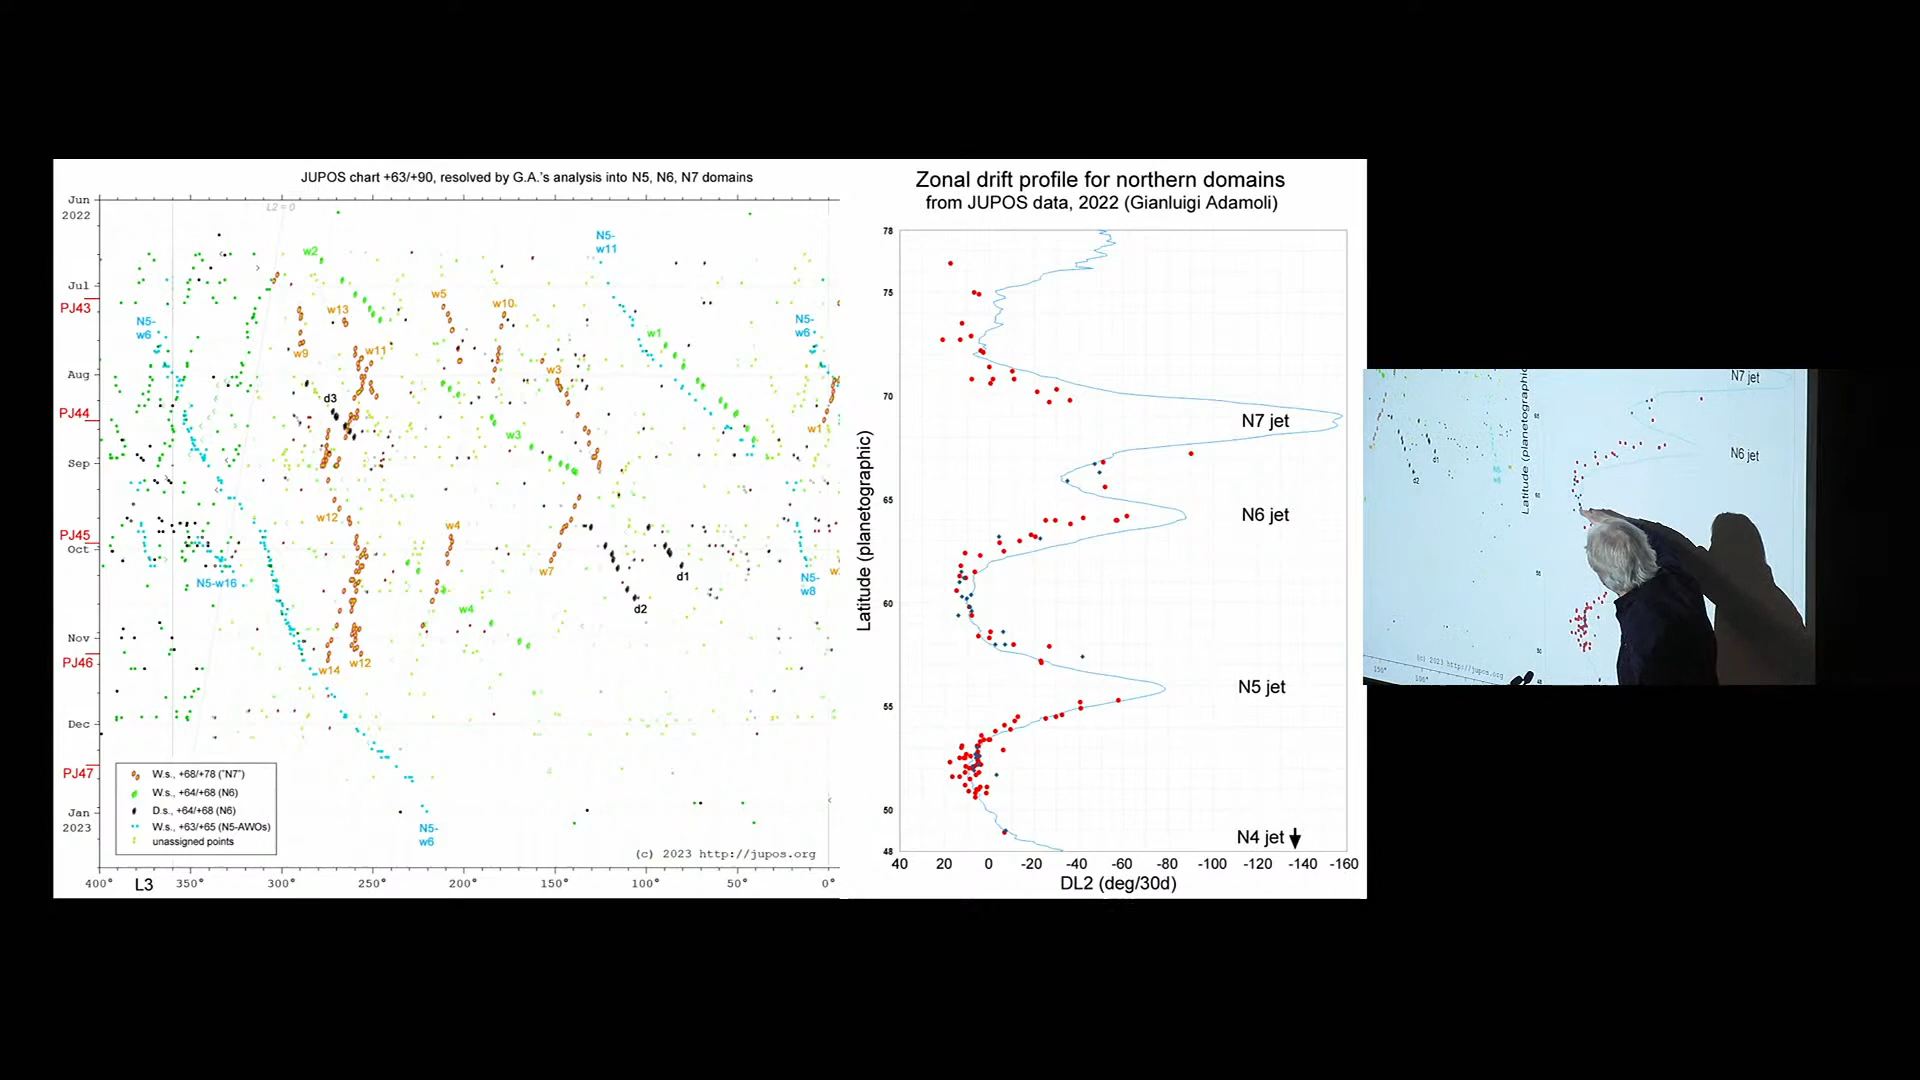 JUPOS chart +63/+90, resolved by G.A.'s analysis into N5, N6, N7 domains
Jun
2022
L2=0
Jul
PJ43
Aug
PJ44
Sep
PJ45
Oct
Nov
PJ46
Dec
PJ47
Jan
2023
N5-
w11
w2
w5
w10
w13
N5-
w6
N5-
w6
w1
w9
w11
w3
d3
w3
w1
w12
w4
w7
d1
N5-w16
N5-
w8
d2
w4
w14
w12
N5-
w6
W.s., +68/+78 ("N7")
W.s., +64/+68 (N6)
D.s., +64/+68 (N6)
W.s., +63/+65 (N5-AWOs)
unassigned points
(c) 2023 http://jupos.org
400° L3 350° 300° 250° 200° 150° 100° 50° 0°
Zonal drift profile for northern domains
from JUPOS data, 2022 (Gianluigi Adamoli)
Latitude (planetographic)
78
75
70
65
60
55
50
48
N7 jet
N6 jet
N5 jet
N4 jet
40 20 0 -20 -40 -60 -80 -100 -120 -140 -160
DL2 (deg/30d)
N7 jet
N6 jet
Latitude (planetographic)
d1
d2
(c) 2023 http://jupos.org